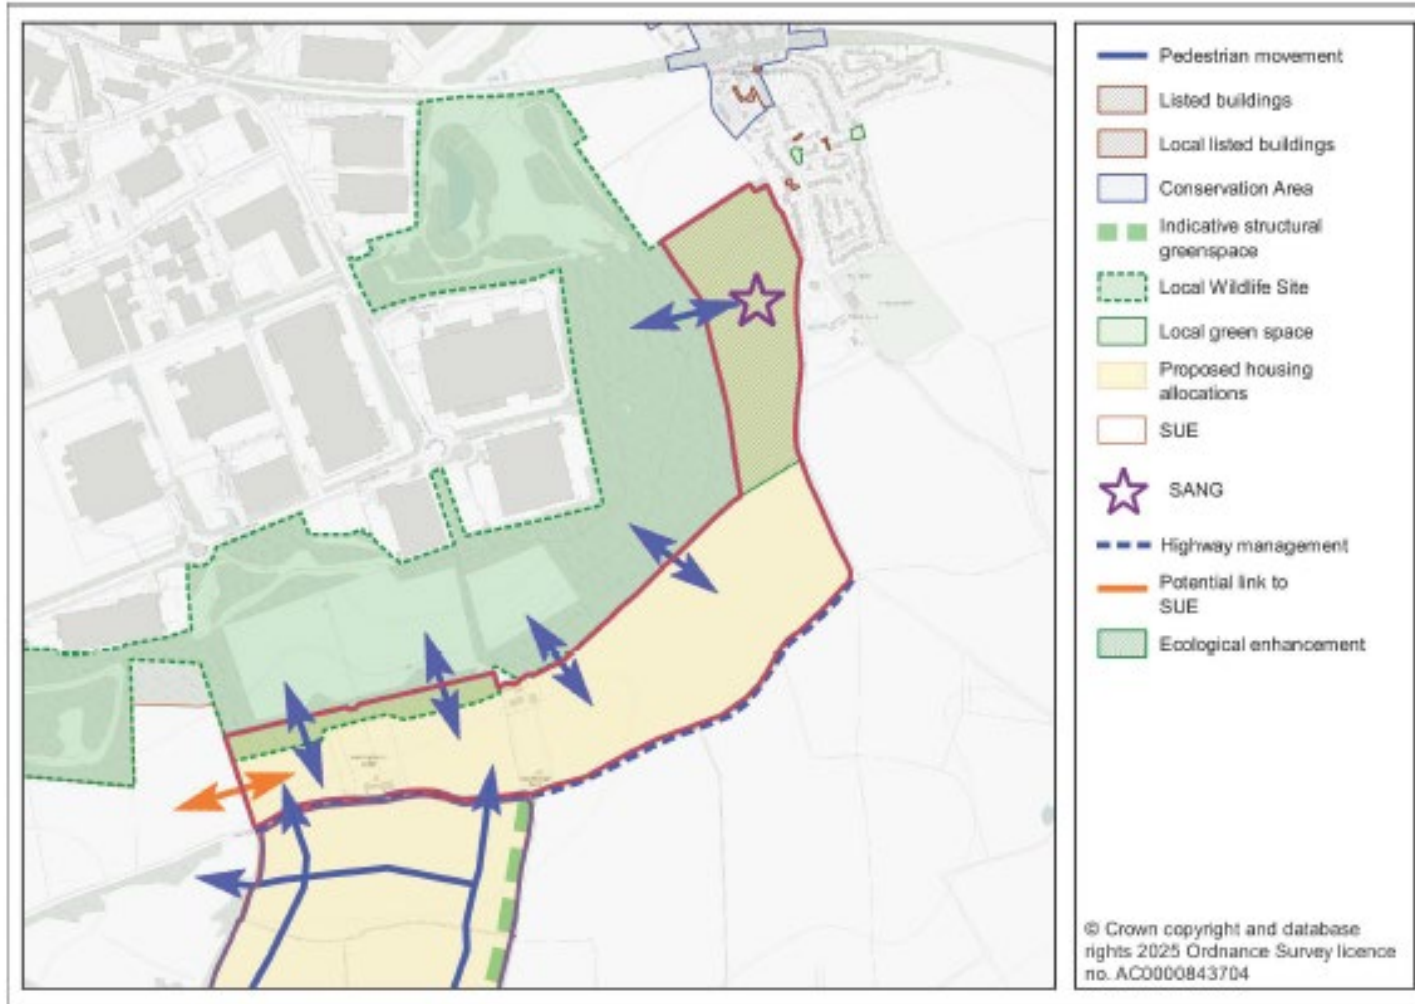 Pedestrian movement
Listed buildings
Local listed buildings
Conservation Area
Indicative structural
greenspace
Local Wildlife Site
Local green space
Proposed housing
allocations
SUE
SANG
Highway management
Potential link to
SUE
Ecological enhancement
© Crown copyright and database
rights 2025 Ordnance Survey licence
no. AC0000843704